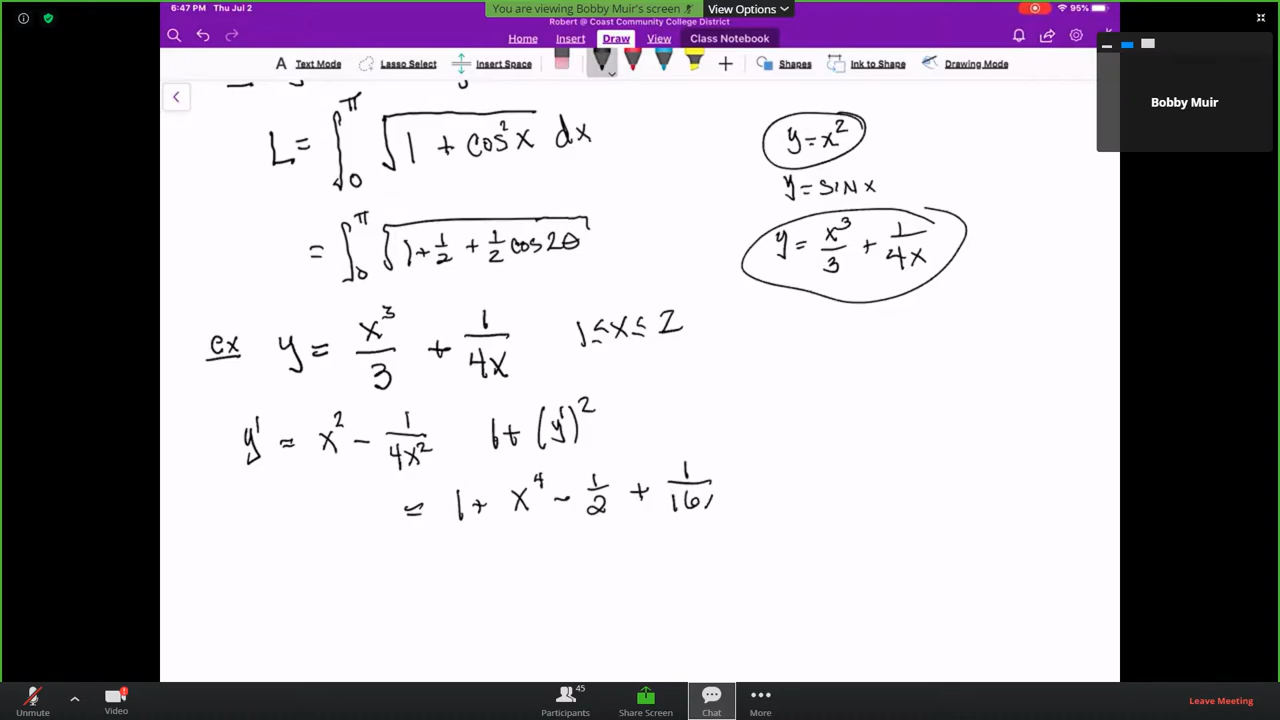 6:47 PM Thu Jul 2
You are viewing Bobby Muir's screen
View Options
95%
Robert @ Coast Community College District
Home Insert Draw View Class Notebook
A Text Mode Lasso Select Insert Space Shapes Ink to Shape Drawing Mode
Bobby Muir
L = ∫₀^π √(1 + cos²x) dx
y = x²
y = SIN x
= ∫₀^π √(1 + 1/2 + 1/2 cos 2θ)
y = x³/3 + 1/4x
ex y = x³/3 + 1/4x 1 ≤ x ≤ 2
y' = x² - 1/4x² 1 + (y')²
= 1 + x⁴ - 1/2 + 1/16
Unmute Video Participants 45 Share Screen Chat More Leave Meeting